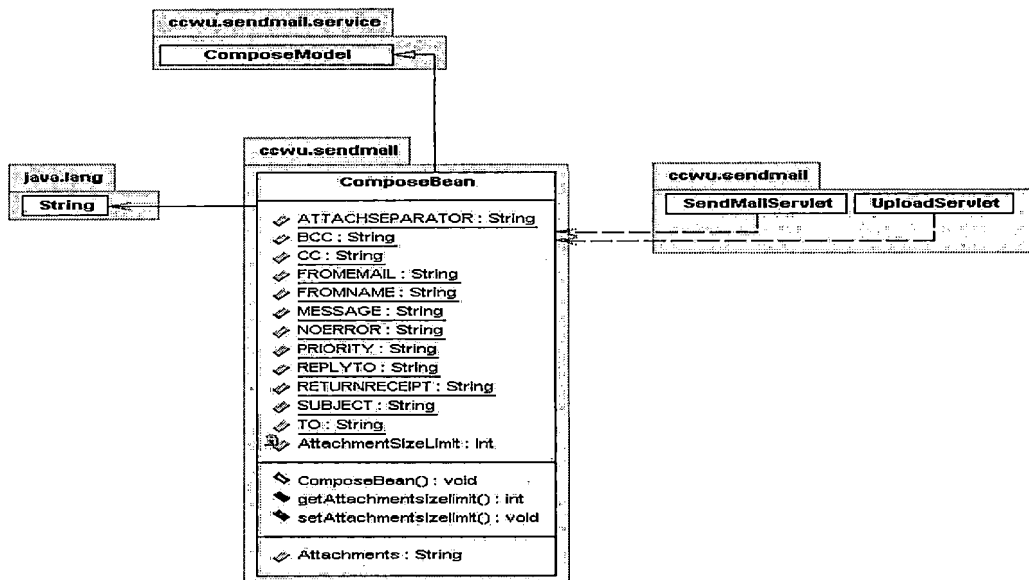 ccwu.sendmail.service
ComposeModel
ccwu.sendmail
java.lang
String
ComposeBean
ATTACHSEPARATOR : String
BCC : String
CC : String
FROMEMAIL : String
FROMNAME : String
MESSAGE : String
NOERROR : String
PRIORITY : String
REPLYTO : String
RETURNRECEIPT : String
SUBJECT : String
TO : String
AttachmentSizeLimit : int
ComposeBean() : void
getAttachmentsizelimit() : int
setAttachmentsizelimit() : void
Attachments : String
ccwu.sendmail
SendMailServlet
UploadServlet